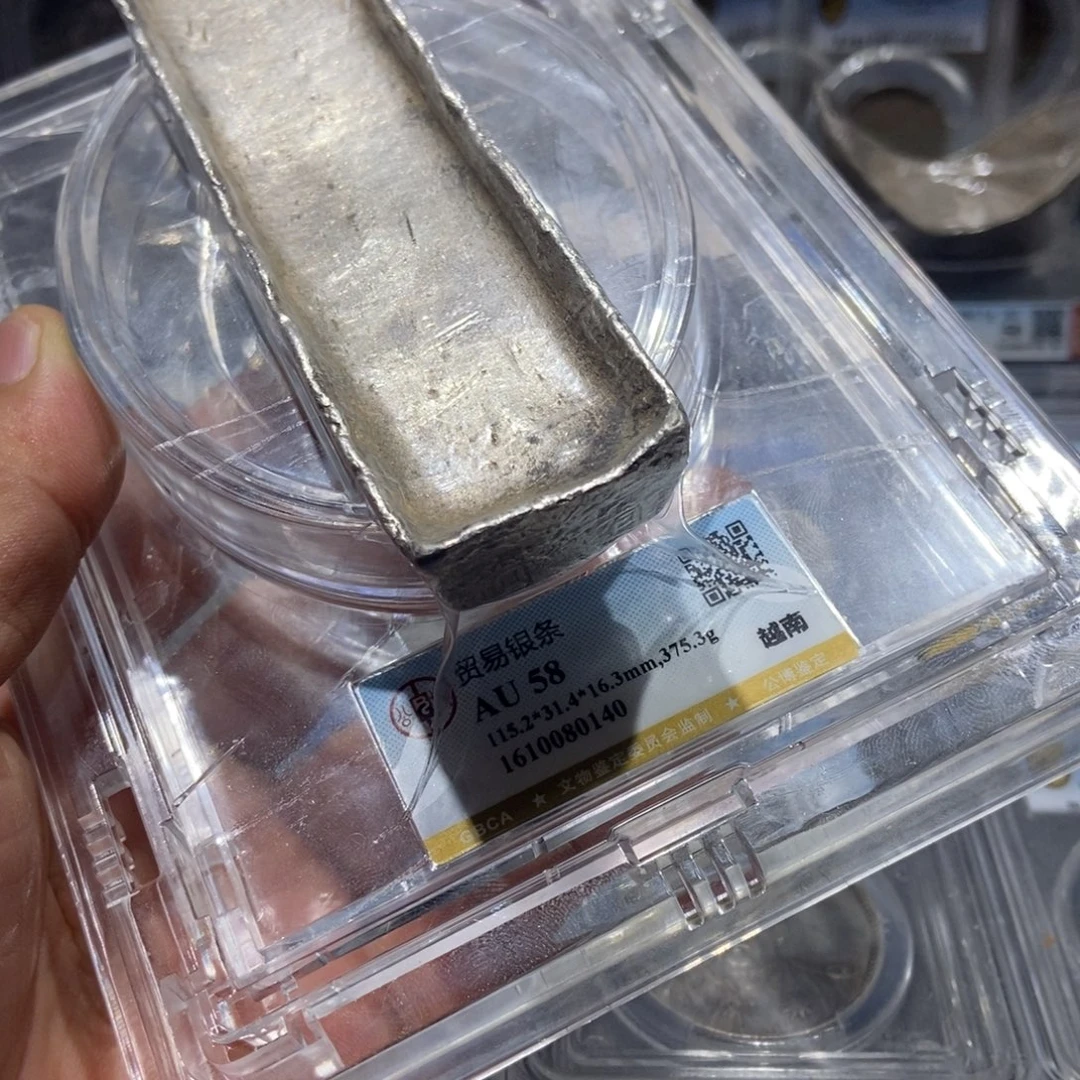 贸易银条
AU 58
115.2*31.4*16.3mm,375.3g
1610080140
越南
GBCA ★ 文物鉴定委员会监制 ★ 公博鉴定